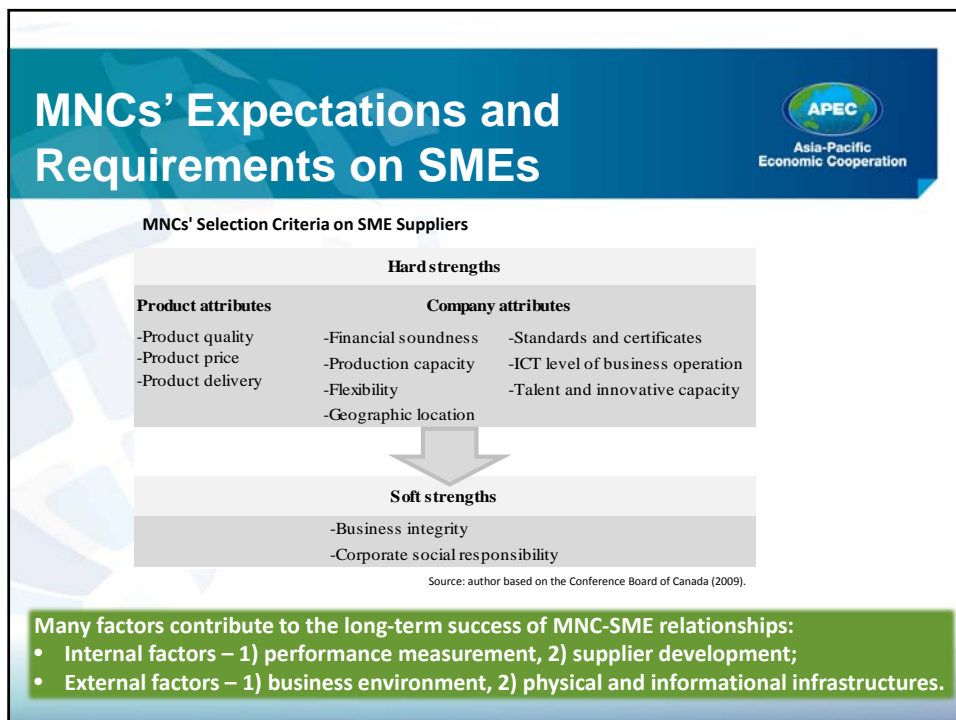 MNCs’ Expectations and
Requirements on SMEs
APEC
Asia-Pacific
Economic Cooperation
MNCs' Selection Criteria on SME Suppliers
Hard strengths
Product attributes
-Product quality
-Product price
-Product delivery
Company attributes
-Financial soundness
-Production capacity
-Flexibility
-Geographic location
-Standards and certificates
-ICT level of business operation
-Talent and innovative capacity
Soft strengths
-Business integrity
-Corporate social responsibility
Source: author based on the Conference Board of Canada (2009).
Many factors contribute to the long-term success of MNC-SME relationships:
• Internal factors – 1) performance measurement, 2) supplier development;
• External factors – 1) business environment, 2) physical and informational infrastructures.